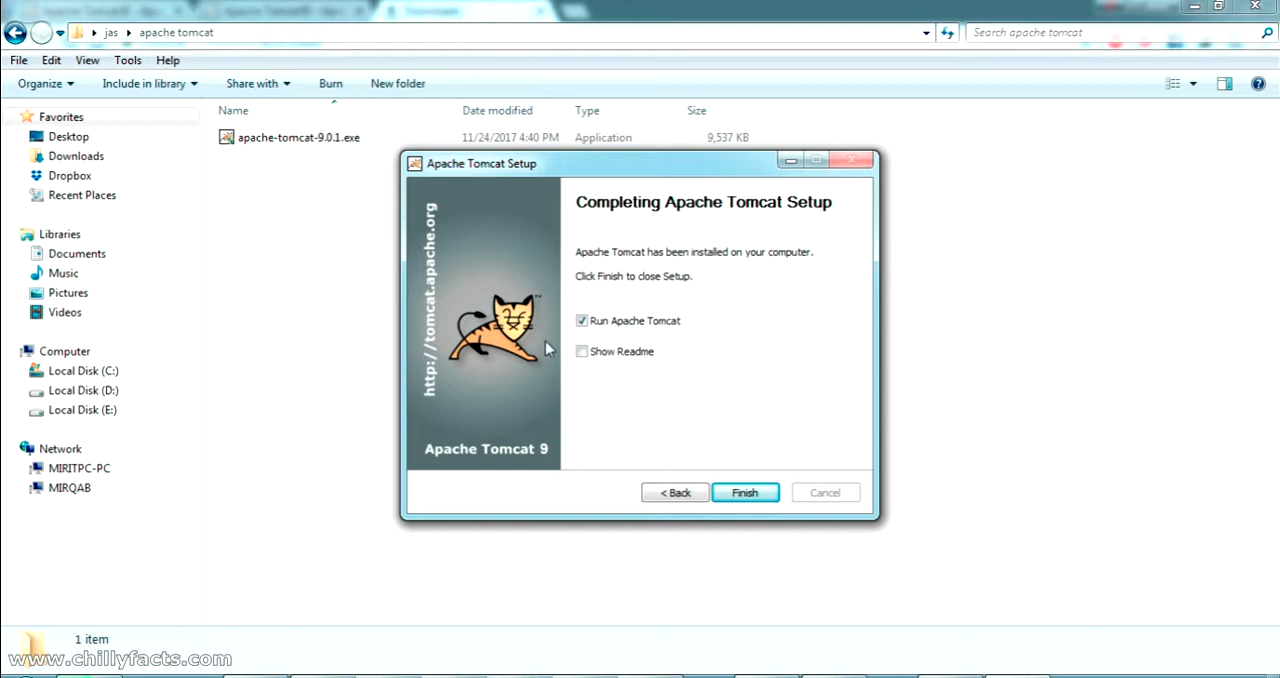 jas
apache tomcat
Search apache tomcat
File Edit View Tools Help
Organize Include in library Share with Burn New folder
Name Date modified Type Size
apache-tomcat-9.0.1.exe 11/24/2017 4:40 PM Application 9,537 KB
Favorites
Desktop
Downloads
Dropbox
Recent Places
Libraries
Documents
Music
Pictures
Videos
Computer
Local Disk (C:)
Local Disk (D:)
Local Disk (E:)
Network
MIRITPC-PC
MIRQAB
Apache Tomcat Setup
http://tomcat.apache.org
TM
Apache Tomcat 9
Completing Apache Tomcat Setup
Apache Tomcat has been installed on your computer.
Click Finish to close Setup.
Run Apache Tomcat
Show Readme
< Back Finish Cancel
1 item
www.chillyfacts.com